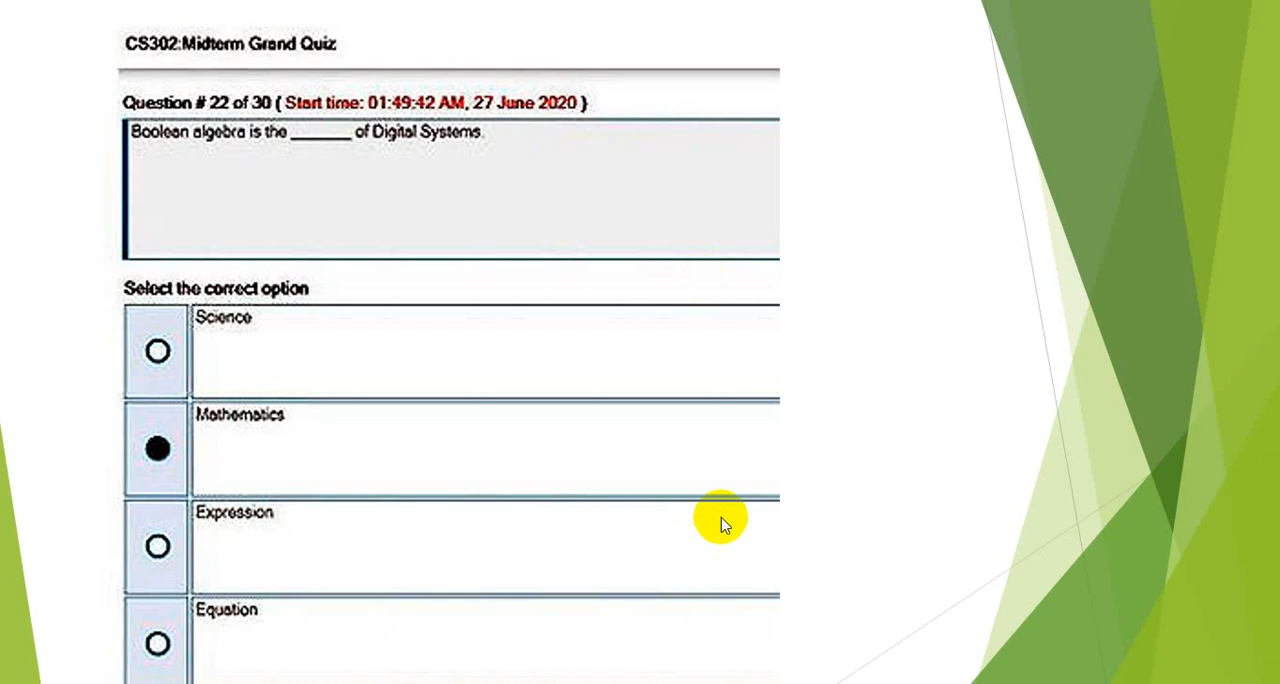 CS302:Midterm Grand Quiz
Question # 22 of 30 ( Start time: 01:49:42 AM, 27 June 2020 )
Boolean algebra is the ______ of Digital Systems.
Select the correct option
Science
Mathematics
Expression
Equation